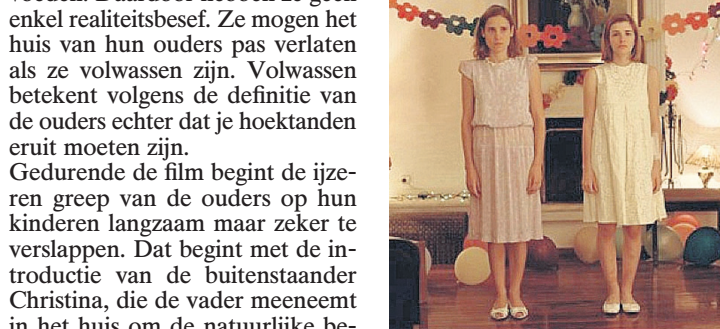 voeden. Daardoor hebben ze geen
enkel realiteitsbesef. Ze mogen het
huis van hun ouders pas verlaten
als ze volwassen zijn. Volwassen
betekent volgens de definitie van
de ouders echter dat je hoektanden
eruit moeten zijn.
Gedurende de film begint de ijze-
ren greep van de ouders op hun
kinderen langzaam maar zeker te
verslappen. Dat begint met de in-
troductie van de buitenstaander
Christina, die de vader meeneemt
in het huis om de natuurlijke be-